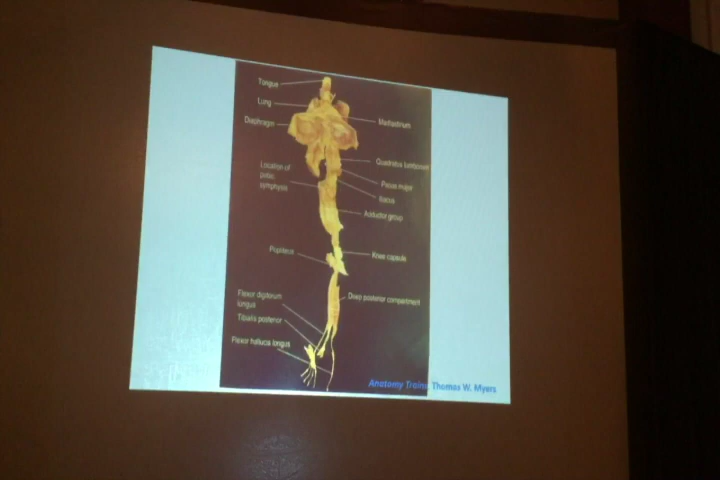 Tongue
Lung
Mediastinum
Diaphragm
Quadratus lumborum
Location of
pubic
symphysis
Psoas major
Iliacus
Adductor group
Popliteus
Knee capsule
Flexor digitorum
longus
Deep posterior compartment
Tibialis posterior
Flexor hallucis longus
Anatomy Trains, Thomas W. Myers